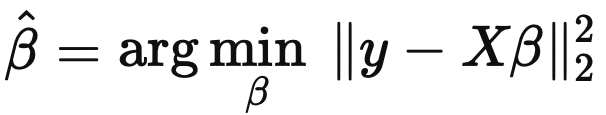 β̂ = arg min_β ‖y − Xβ‖₂²